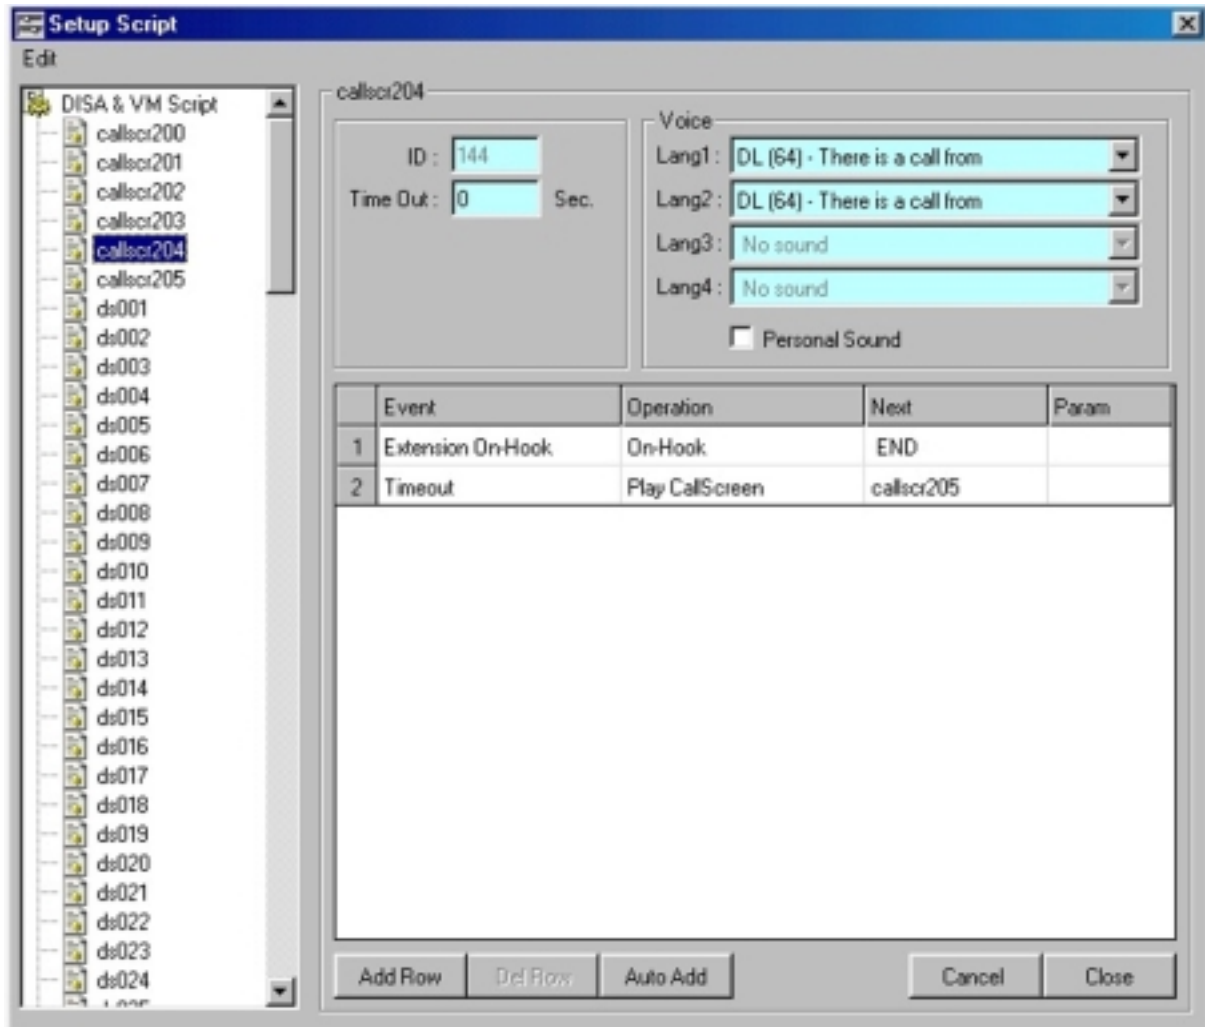 Setup Script
Edit
DISA & VM Script
callscr200
callscr201
callscr202
callscr203
callscr204
callscr205
ds001
ds002
ds003
ds004
ds005
ds006
ds007
ds008
ds009
ds010
ds011
ds012
ds013
ds014
ds015
ds016
ds017
ds018
ds019
ds020
ds021
ds022
ds023
ds024
callscr204
ID : 144
Time Out : 0 Sec.
Voice
Lang1 : DL (64) - There is a call from
Lang2 : DL (64) - There is a call from
Lang3 : No sound
Lang4 : No sound
Personal Sound
Event Operation Next Param
1 Extension On-Hook On-Hook END
2 Timeout Play CallScreen callscr205
Add Row Del Row Auto Add Cancel Close